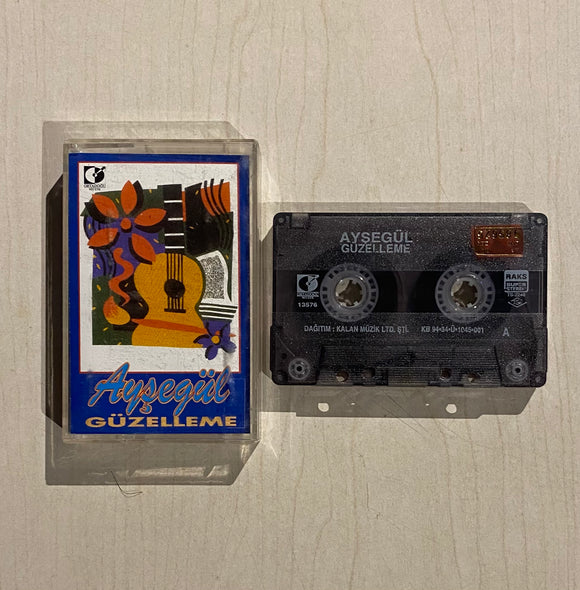 Ayşegül
GÜZELLEME
AYSEGÜL
GÜZELLEME
13576
DAĞITIM : KALAN MÜZİK LTD. ŞTİ.
KB 94•34•Ü•1045•001
A
RAKS